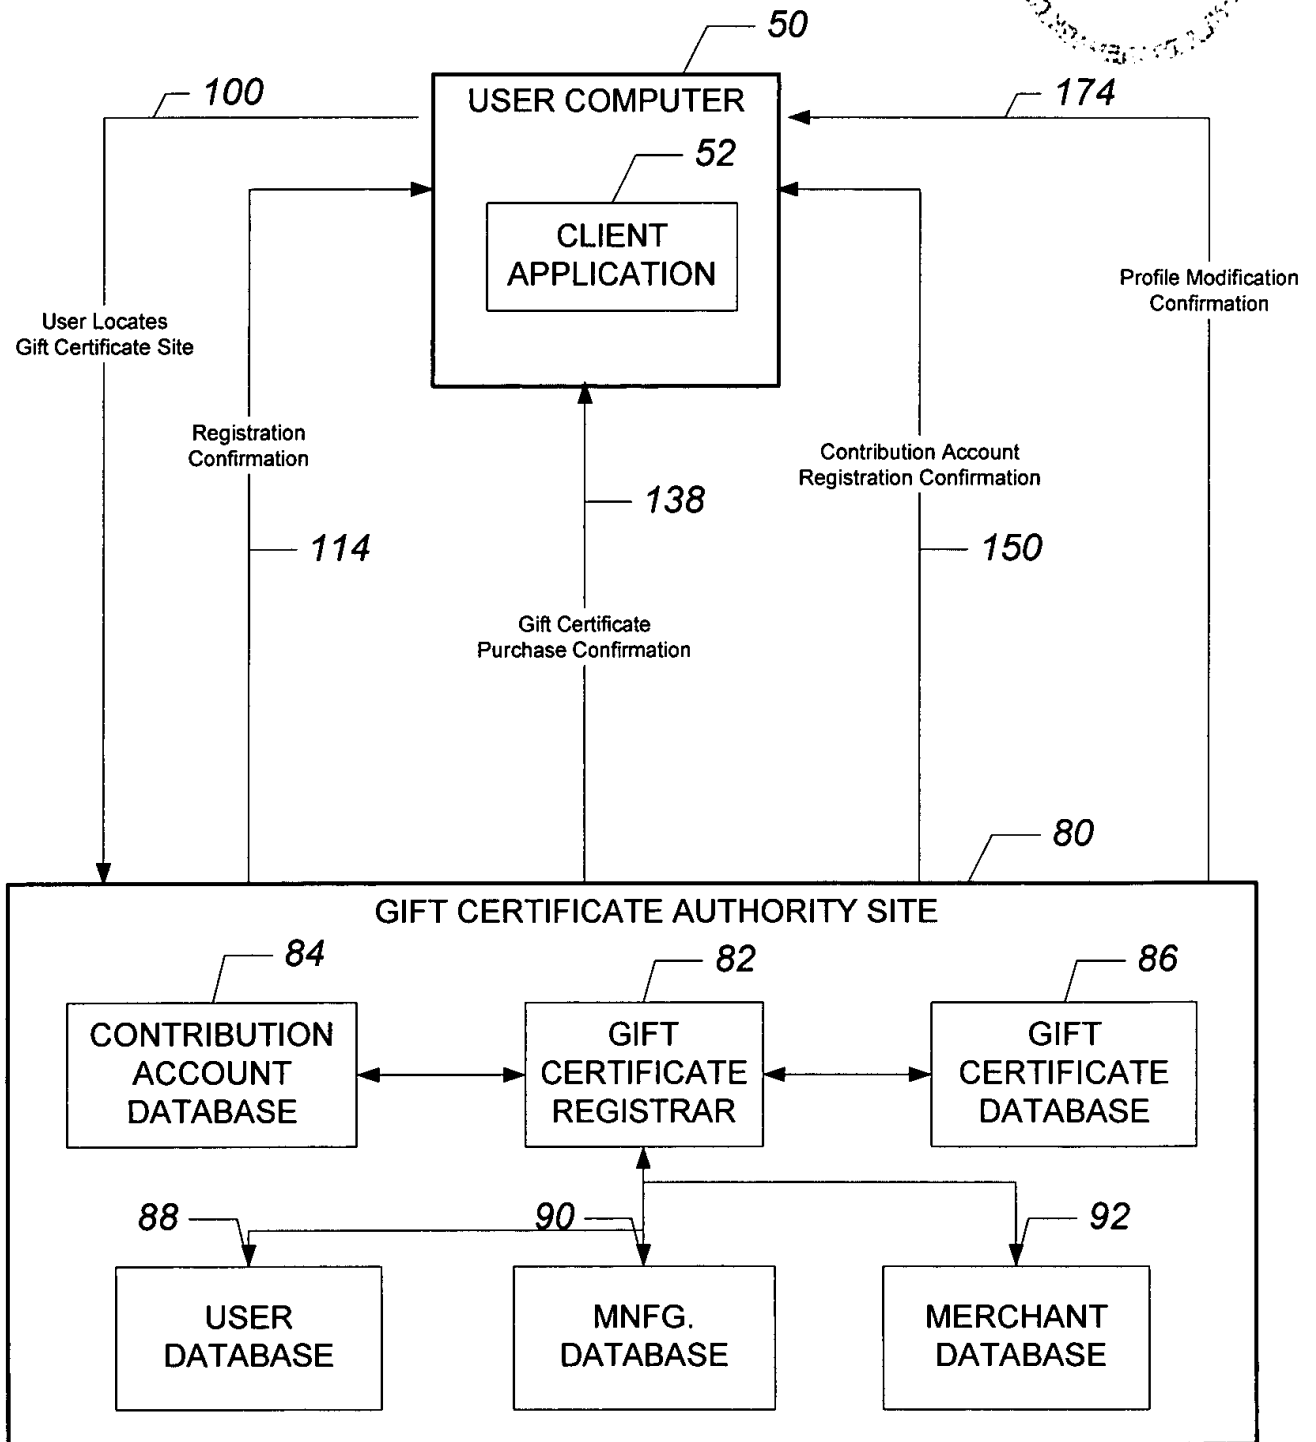 50
100
USER COMPUTER
174
52
CLIENT
APPLICATION
Profile Modification
Confirmation
User Locates
Gift Certificate Site
Registration
Confirmation
Contribution Account
Registration Confirmation
138
114
150
Gift Certificate
Purchase Confirmation
80
GIFT CERTIFICATE AUTHORITY SITE
84
82
86
CONTRIBUTION
ACCOUNT
DATABASE
GIFT
CERTIFICATE
REGISTRAR
GIFT
CERTIFICATE
DATABASE
88
90
92
USER
DATABASE
MNFG.
DATABASE
MERCHANT
DATABASE